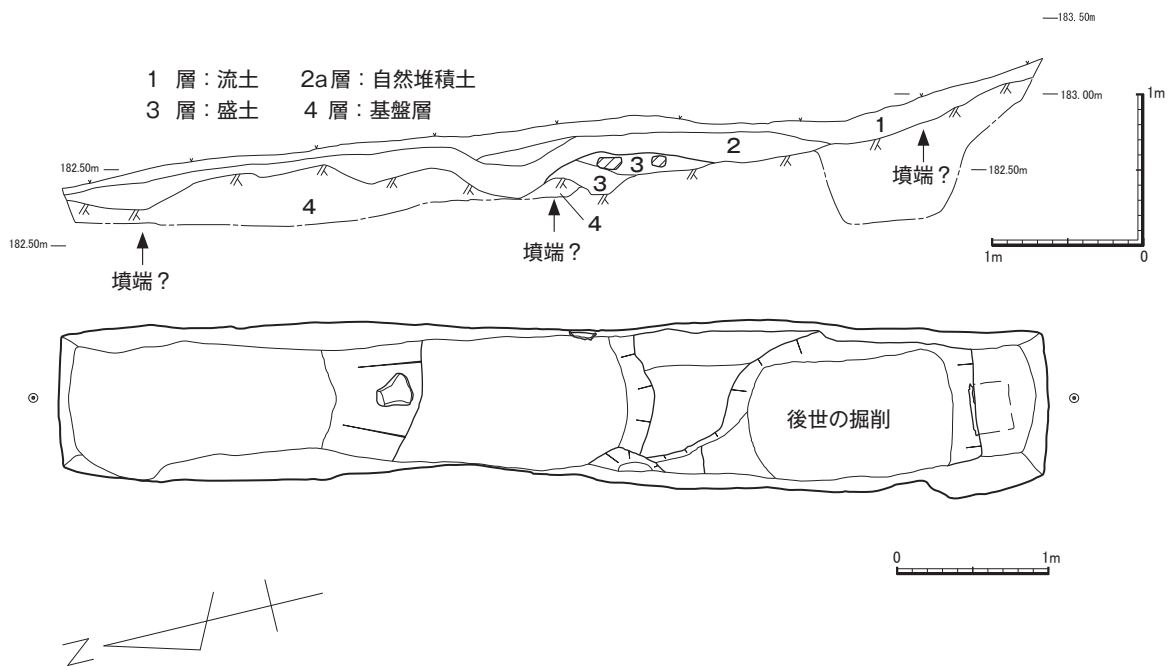 183.50m
1 層：流土 2a層：自然堆積土
3 層：盛土 4 層：基盤層
183.00m
1m
1
2
182.50m
3
182.50m
墳端？
3
4
4
182.50m
墳端？
1m 0
墳端？
後世の掘削
0 1m
N